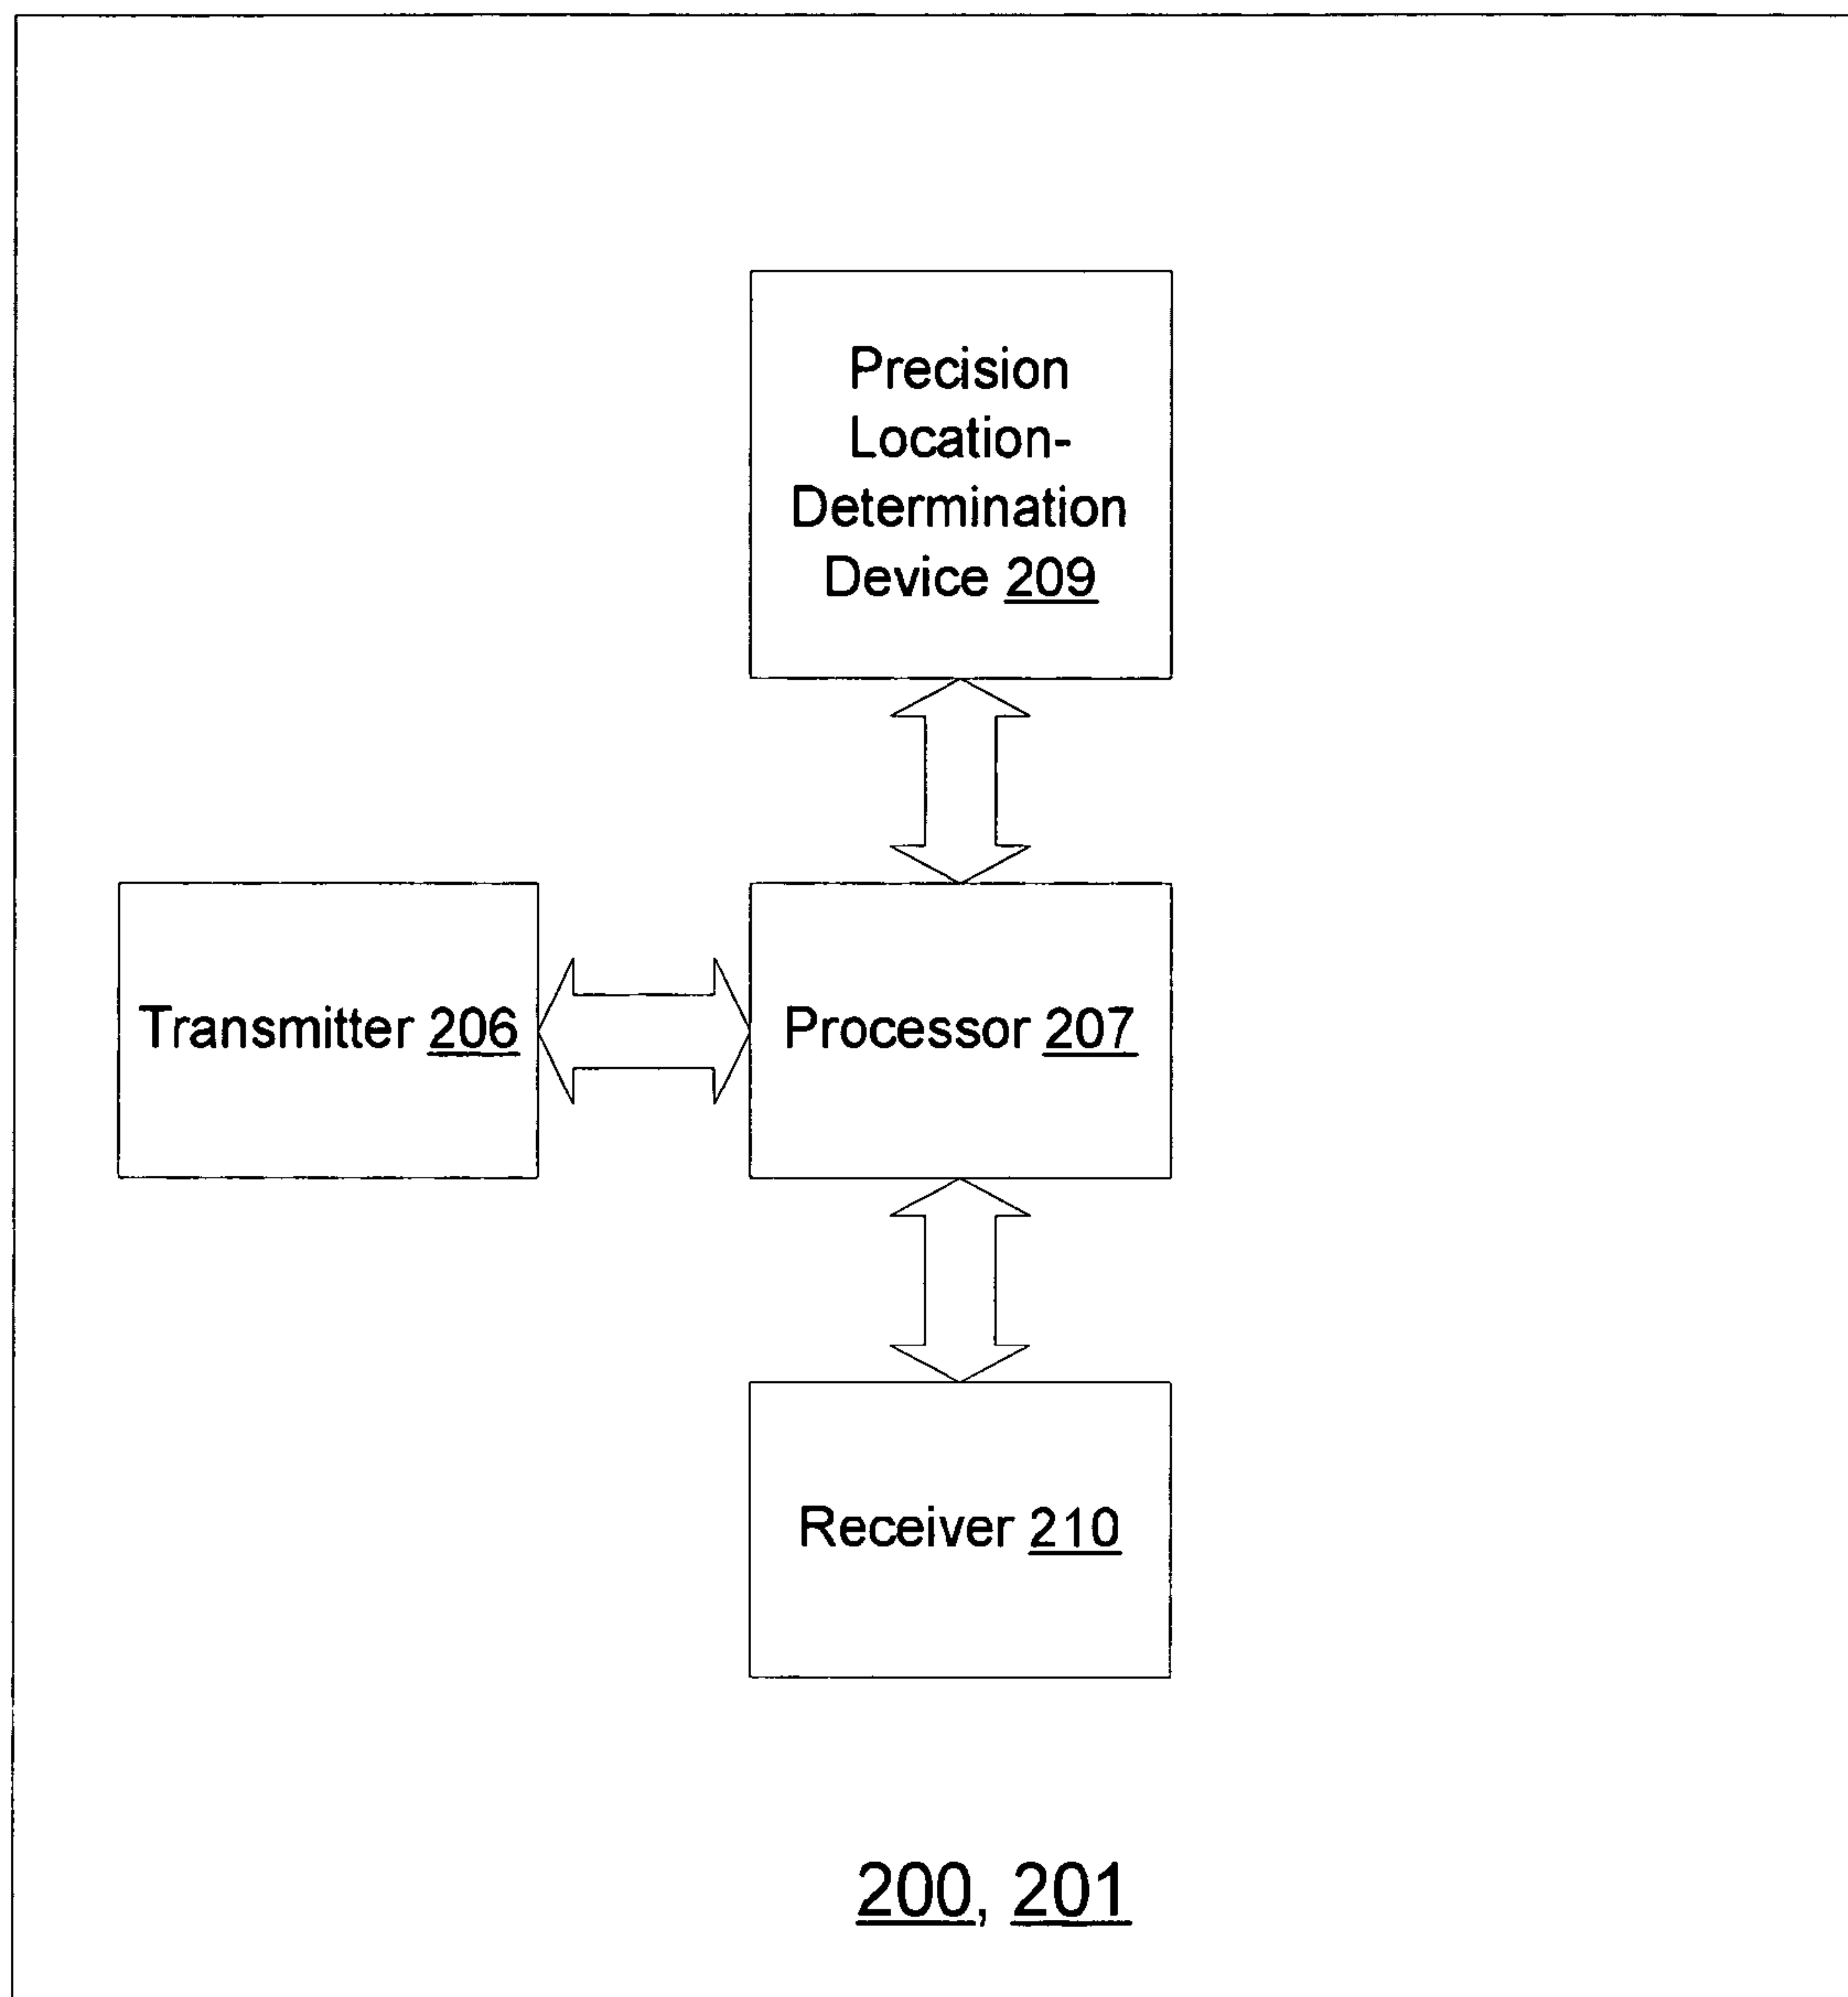 Precision
Location-
Determination
Device 209
Transmitter 206
Processor 207
Receiver 210
200, 201